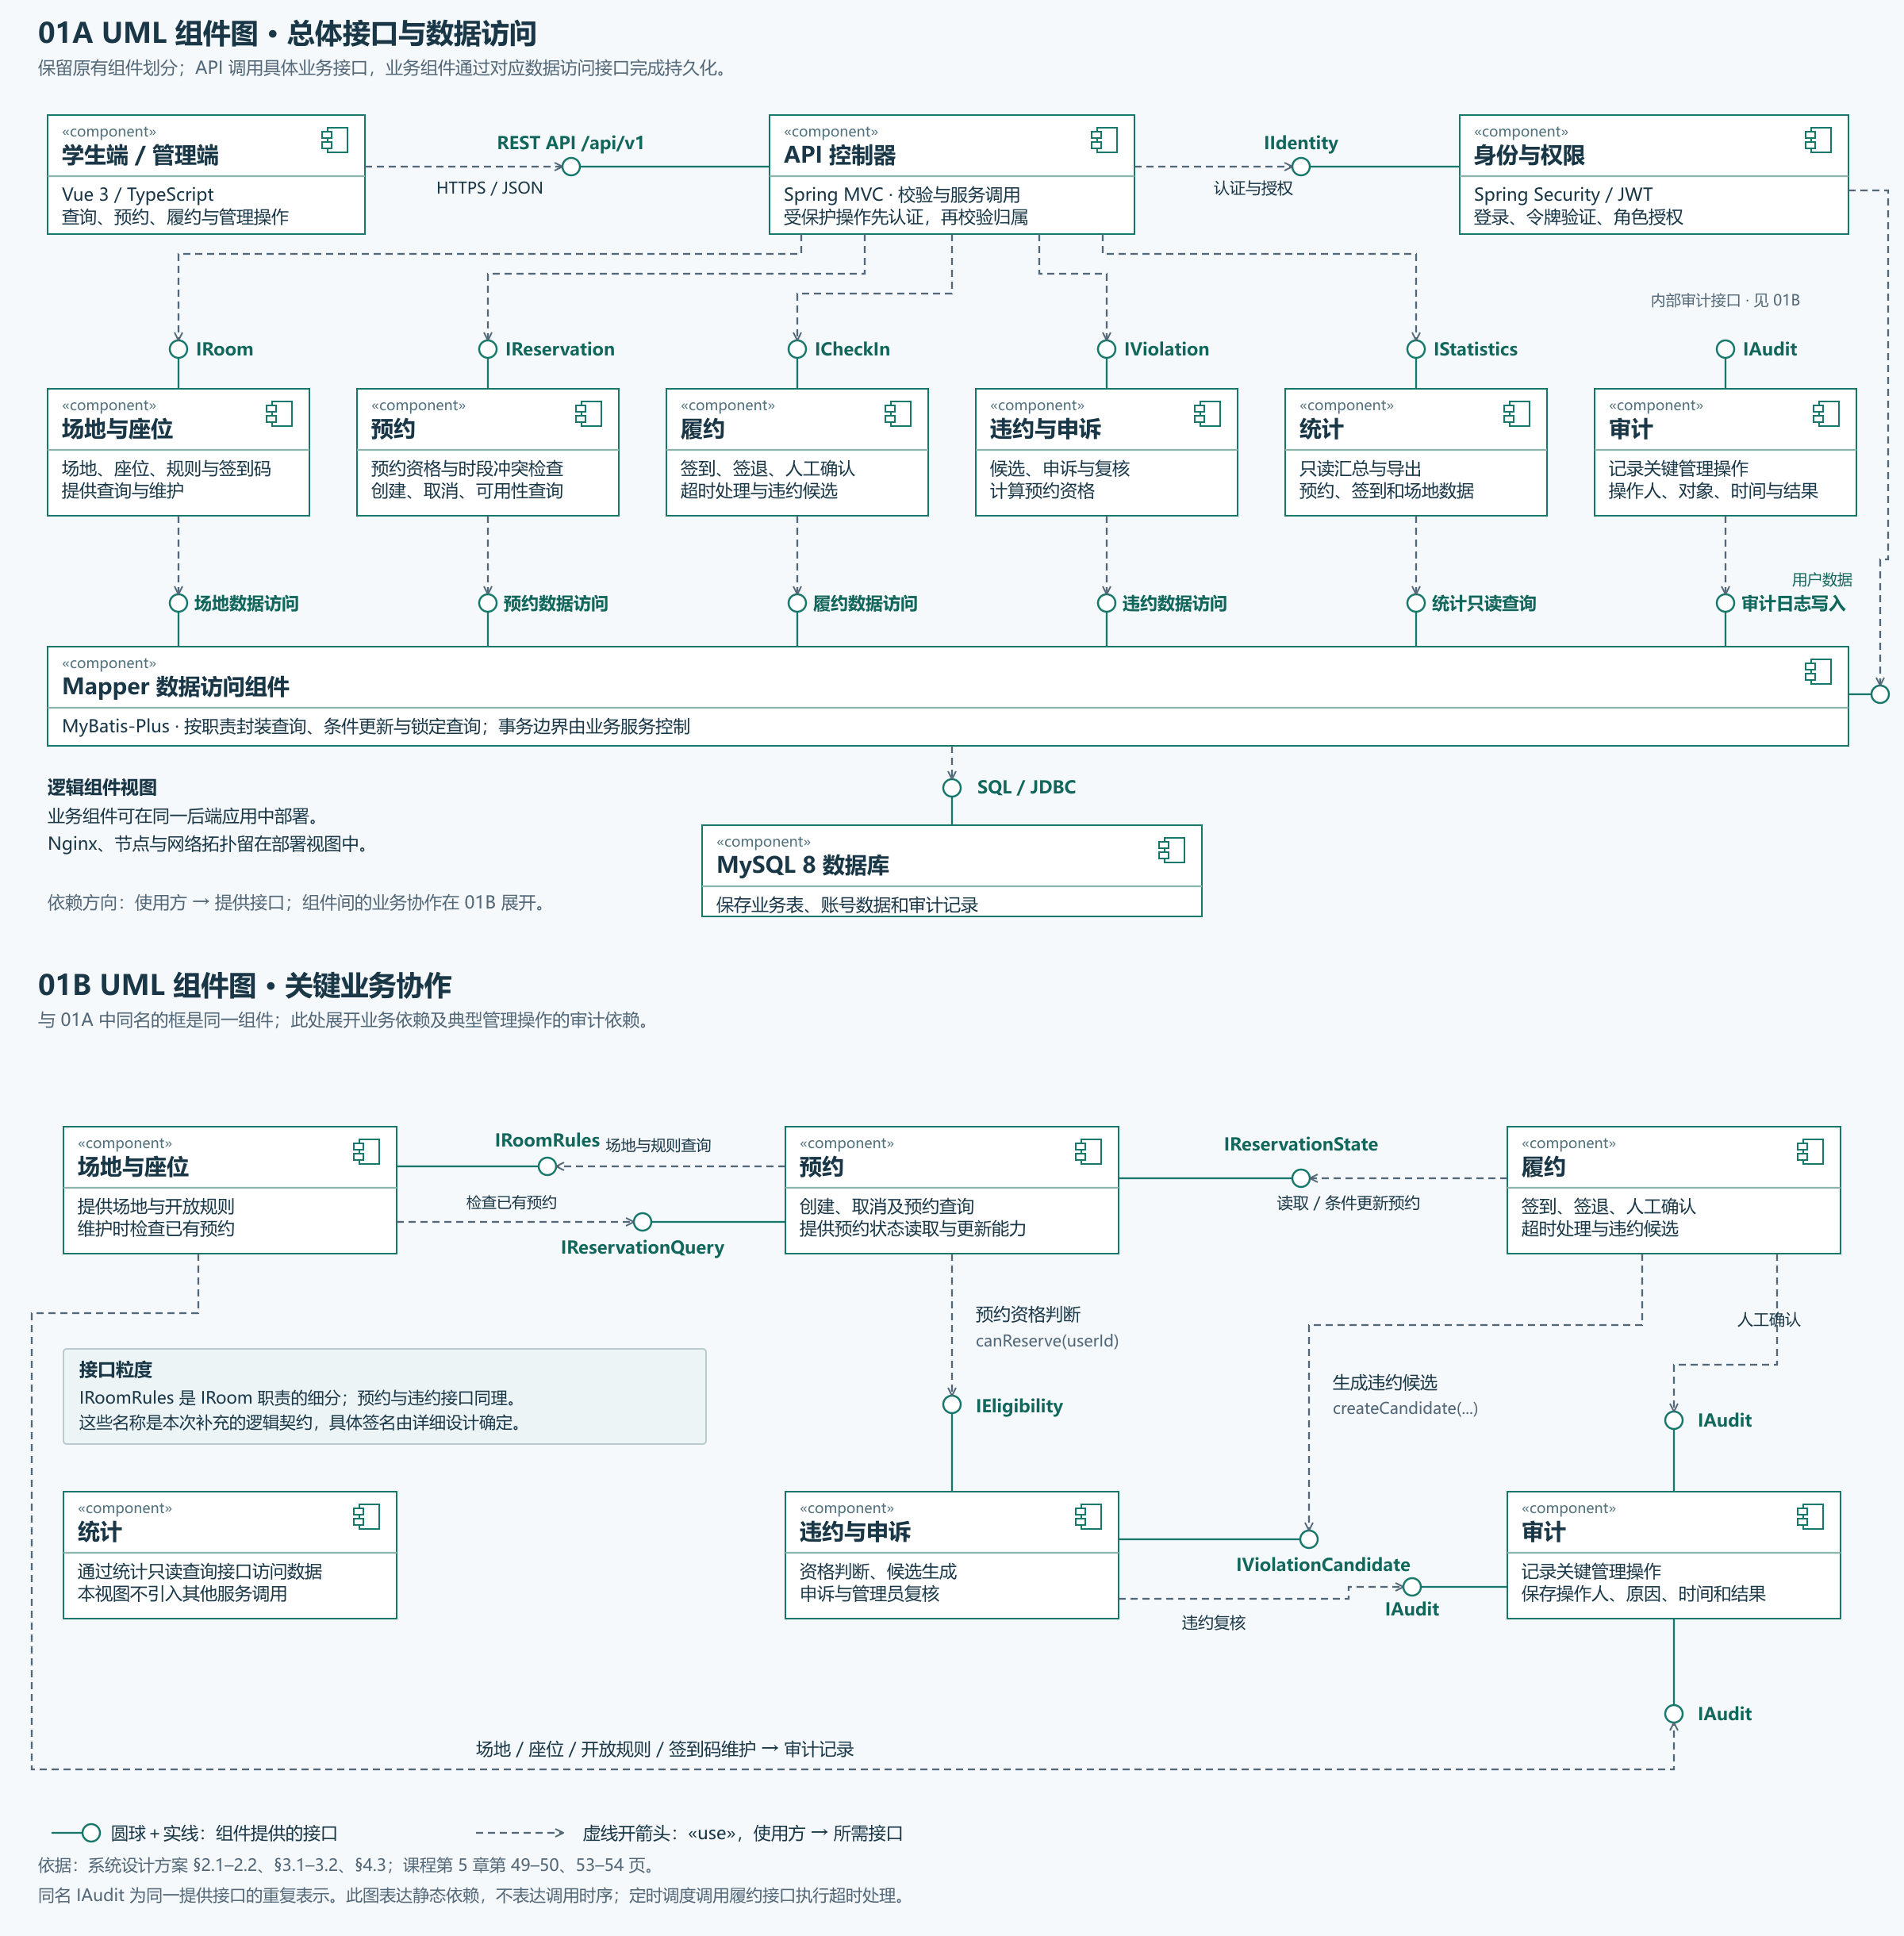 01A UML 组件图 • 总体接口与数据访问
保留原有组件划分；API 调用具体业务接口，业务组件通过对应数据访问接口完成持久化。
«component»
学生端 / 管理端
Vue 3 / TypeScript
查询、预约、履约与管理操作
REST API /api/v1
HTTPS / JSON
«component»
API 控制器
Spring MVC · 校验与服务调用
受保护操作先认证，再校验归属
IIdentity
认证与授权
«component»
身份与权限
Spring Security / JWT
登录、令牌验证、角色授权
内部审计接口 · 见 01B
IRoom
IReservation
ICheckIn
IViolation
IStatistics
IAudit
«component»
场地与座位
场地、座位、规则与签到码
提供查询与维护
«component»
预约
预约资格与时段冲突检查
创建、取消、可用性查询
«component»
履约
签到、签退、人工确认
超时处理与违约候选
«component»
违约与申诉
候选、申诉与复核
计算预约资格
«component»
统计
只读汇总与导出
预约、签到和场地数据
«component»
审计
记录关键管理操作
操作人、对象、时间与结果
用户数据
场地数据访问
预约数据访问
履约数据访问
违约数据访问
统计只读查询
审计日志写入
«component»
Mapper 数据访问组件
MyBatis-Plus · 按职责封装查询、条件更新与锁定查询；事务边界由业务服务控制
逻辑组件视图
业务组件可在同一后端应用中部署。
Nginx、节点与网络拓扑留在部署视图中。
依赖方向：使用方 → 提供接口；组件间的业务协作在 01B 展开。
SQL / JDBC
«component»
MySQL 8 数据库
保存业务表、账号数据和审计记录
01B UML 组件图 • 关键业务协作
与 01A 中同名的框是同一组件；此处展开业务依赖及典型管理操作的审计依赖。
«component»
场地与座位
提供场地与开放规则
维护时检查已有预约
IRoomRules
场地与规则查询
检查已有预约
IReservationQuery
«component»
预约
创建、取消及预约查询
提供预约状态读取与更新能力
IReservationState
读取 / 条件更新预约
«component»
履约
签到、签退、人工确认
超时处理与违约候选
预约资格判断
canReserve(userId)
人工确认
接口粒度
IRoomRules 是 IRoom 职责的细分；预约与违约接口同理。
这些名称是本次补充的逻辑契约，具体签名由详细设计确定。
IEligibility
生成违约候选
createCandidate(...)
IAudit
«component»
统计
通过统计只读查询接口访问数据
本视图不引入其他服务调用
«component»
违约与申诉
资格判断、候选生成
申诉与管理员复核
IViolationCandidate
IAudit
违约复核
«component»
审计
记录关键管理操作
保存操作人、原因、时间和结果
IAudit
场地 / 座位 / 开放规则 / 签到码维护 → 审计记录
圆球 + 实线：组件提供的接口
虚线开箭头：«use»，使用方 → 所需接口
依据：系统设计方案 §2.1–2.2、§3.1–3.2、§4.3；课程第 5 章第 49–50、53–54 页。
同名 IAudit 为同一提供接口的重复表示。此图表达静态依赖，不表达调用时序；定时调度调用履约接口执行超时处理。